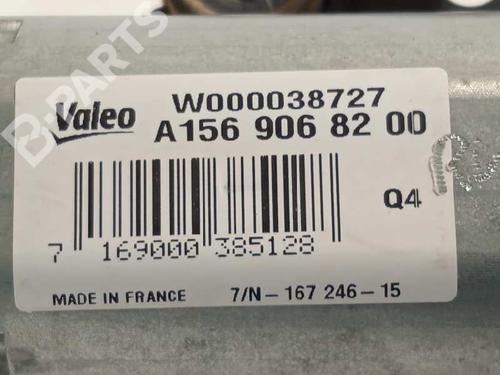 B-PARTS
Valeo
W000038727
A156 906 82 00
Q4
7 169000 385128
MADE IN FRANCE 7/N-167 246-15